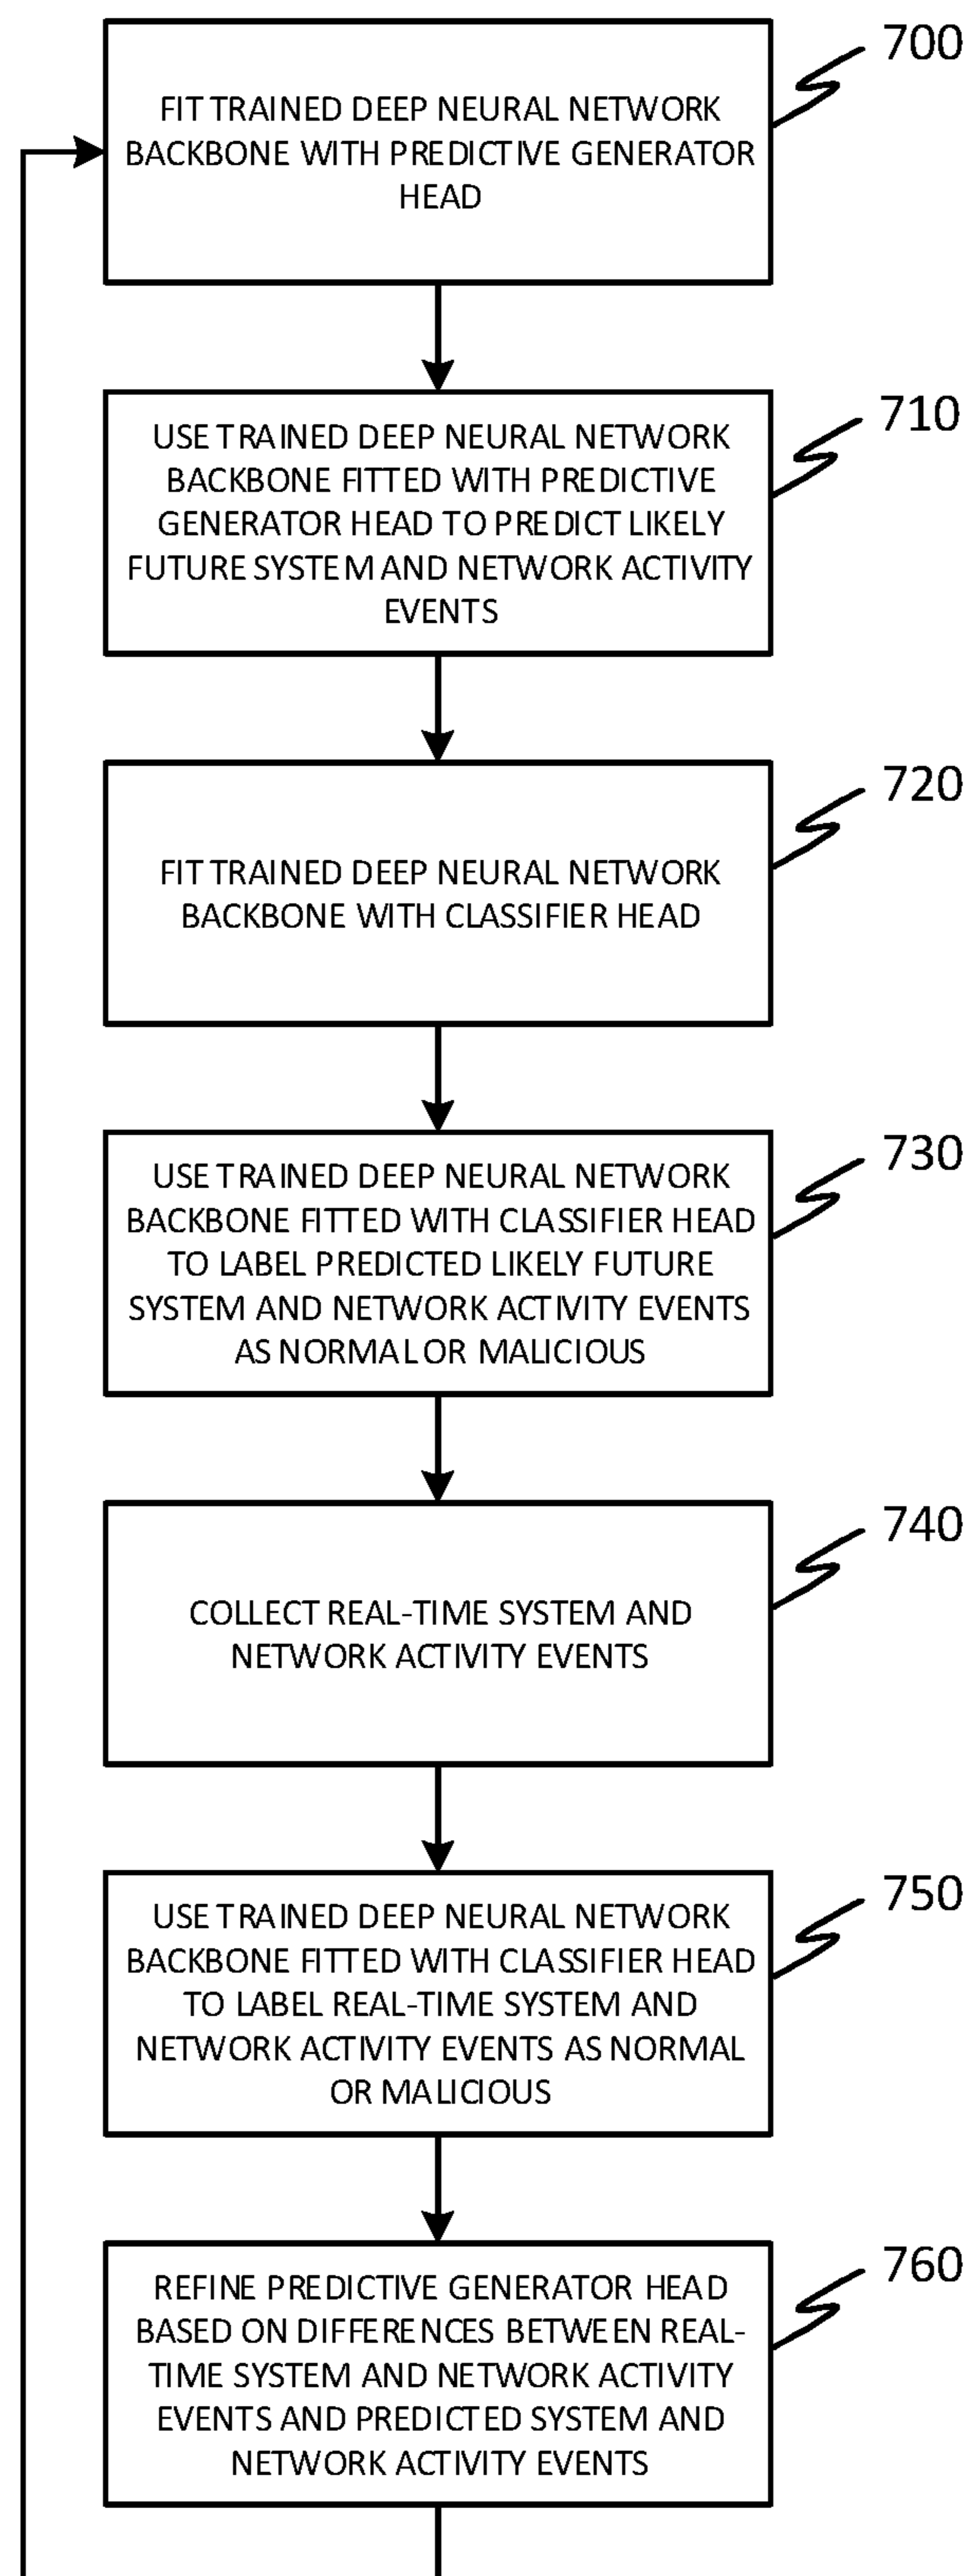 700
FIT TRAINED DEEP NEURAL NETWORK
BACKBONE WITH PREDICTIVE GENERATOR
HEAD
710
USE TRAINED DEEP NEURAL NETWORK
BACKBONE FITTED WITH PREDICTIVE
GENERATOR HEAD TO PREDICT LIKELY
FUTURE SYSTEM AND NETWORK ACTIVITY
EVENTS
720
FIT TRAINED DEEP NEURAL NETWORK
BACKBONE WITH CLASSIFIER HEAD
730
USE TRAINED DEEP NEURAL NETWORK
BACKBONE FITTED WITH CLASSIFIER HEAD
TO LABEL PREDICTED LIKELY FUTURE
SYSTEM AND NETWORK ACTIVITY EVENTS
AS NORMAL OR MALICIOUS
740
COLLECT REAL-TIME SYSTEM AND
NETWORK ACTIVITY EVENTS
750
USE TRAINED DEEP NEURAL NETWORK
BACKBONE FITTED WITH CLASSIFIER HEAD
TO LABEL REAL-TIME SYSTEM AND
NETWORK ACTIVITY EVENTS AS NORMAL
OR MALICIOUS
760
REFINE PREDICTIVE GENERATOR HEAD
BASED ON DIFFERENCES BETWEEN REAL-
TIME SYSTEM AND NETWORK ACTIVITY
EVENTS AND PREDICTED SYSTEM AND
NETWORK ACTIVITY EVENTS